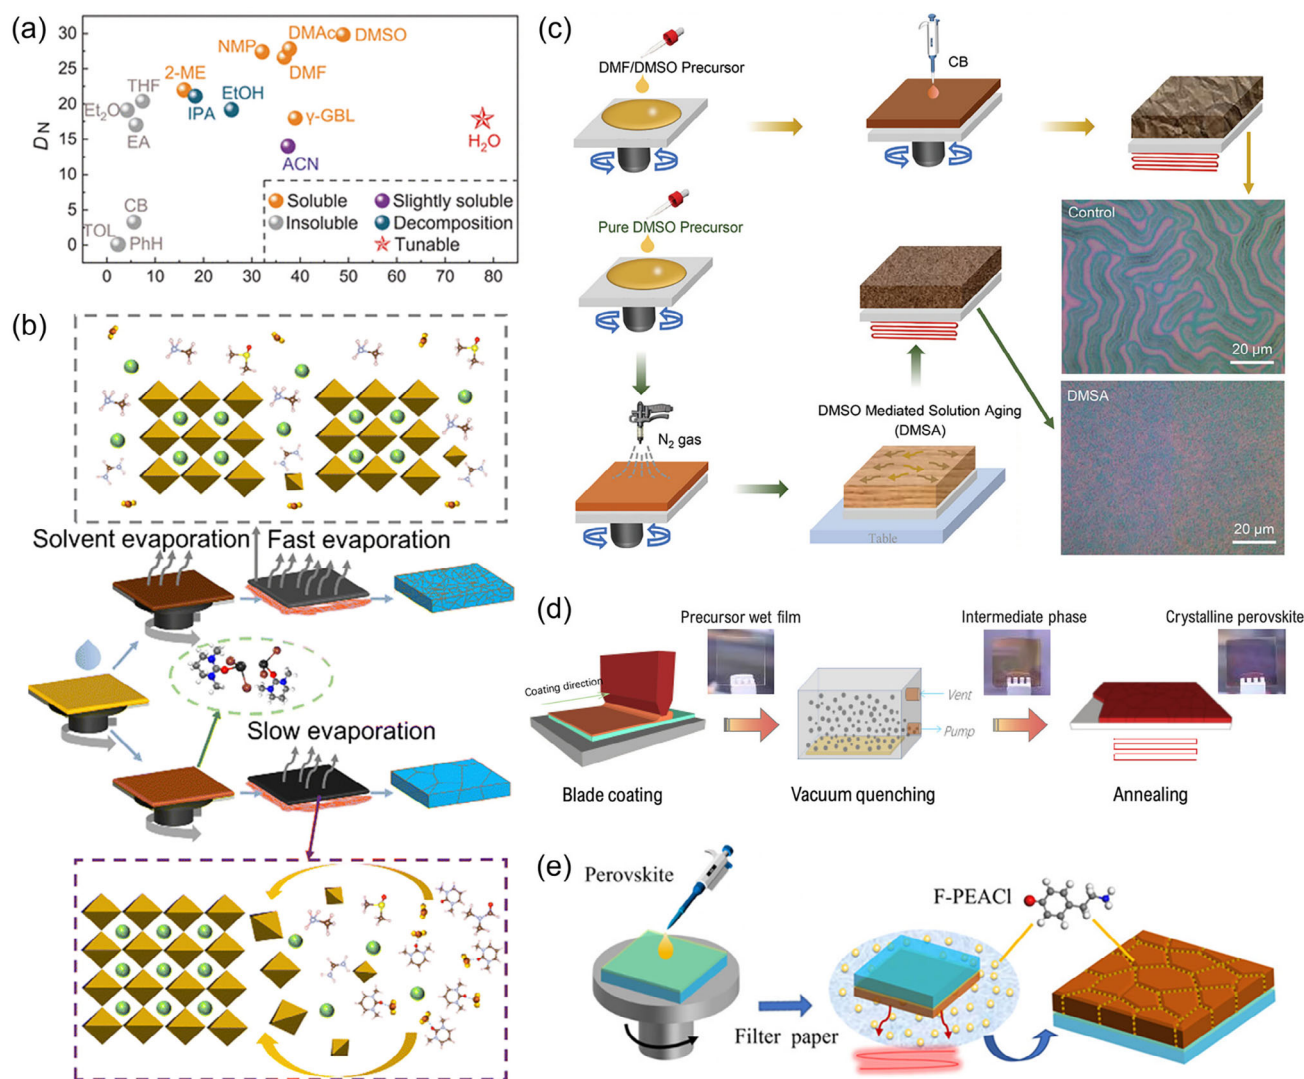 (a)
30
25
20
15
10
5
0
D_N
NMP
DMAc
DMSO
DMF
2-ME
THF
EtOH
Et₂O
IPA
γ-GBL
EA
H₂O
ACN
CB
TOL
PhH
Soluble
Slightly soluble
Insoluble
Decomposition
Tunable
0 10 20 30 40 50 60 70 80
(b)
Solvent evaporation
Fast evaporation
Slow evaporation
(c)
DMF/DMSO Precursor
CB
Pure DMSO Precursor
Control
20 µm
N₂ gas
DMSO Mediated Solution Aging
(DMSA)
Table
DMSA
20 µm
(d)
Precursor wet film
Intermediate phase
Crystalline perovskite
Coating direction
Vent
Pump
Blade coating
Vacuum quenching
Annealing
(e)
Perovskite
F-PEACl
Filter paper